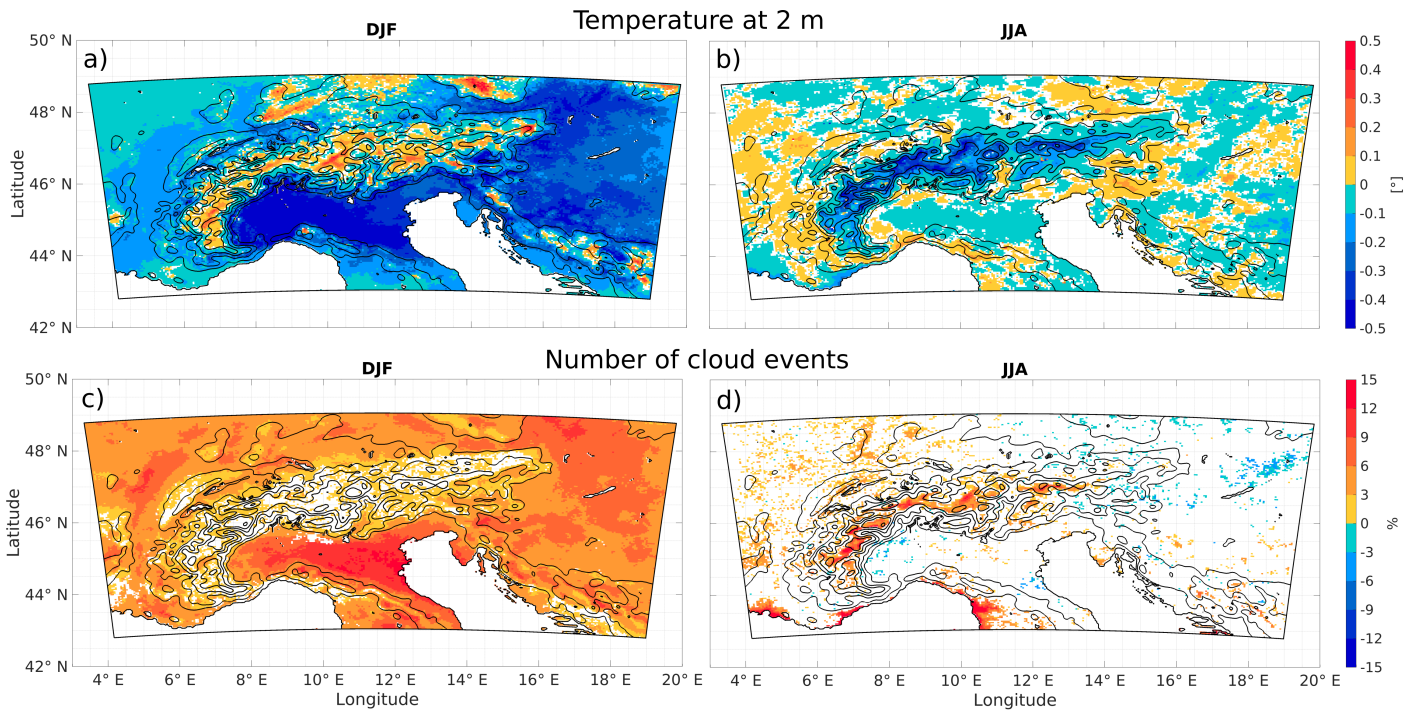 Temperature at 2 m
DJF
JJA
a)
b)
50° N
48° N
46° N
44° N
42° N
Latitude
0.5
0.4
0.3
0.2
0.1
0
-0.1
-0.2
-0.3
-0.4
-0.5
[°]
Number of cloud events
DJF
JJA
c)
d)
50° N
48° N
46° N
44° N
42° N
Latitude
4° E 6° E 8° E 10° E 12° E 14° E 16° E 18° E 20° E
Longitude
4° E 6° E 8° E 10° E 12° E 14° E 16° E 18° E 20° E
Longitude
15
12
9
6
3
0
-3
-6
-9
-12
-15
%